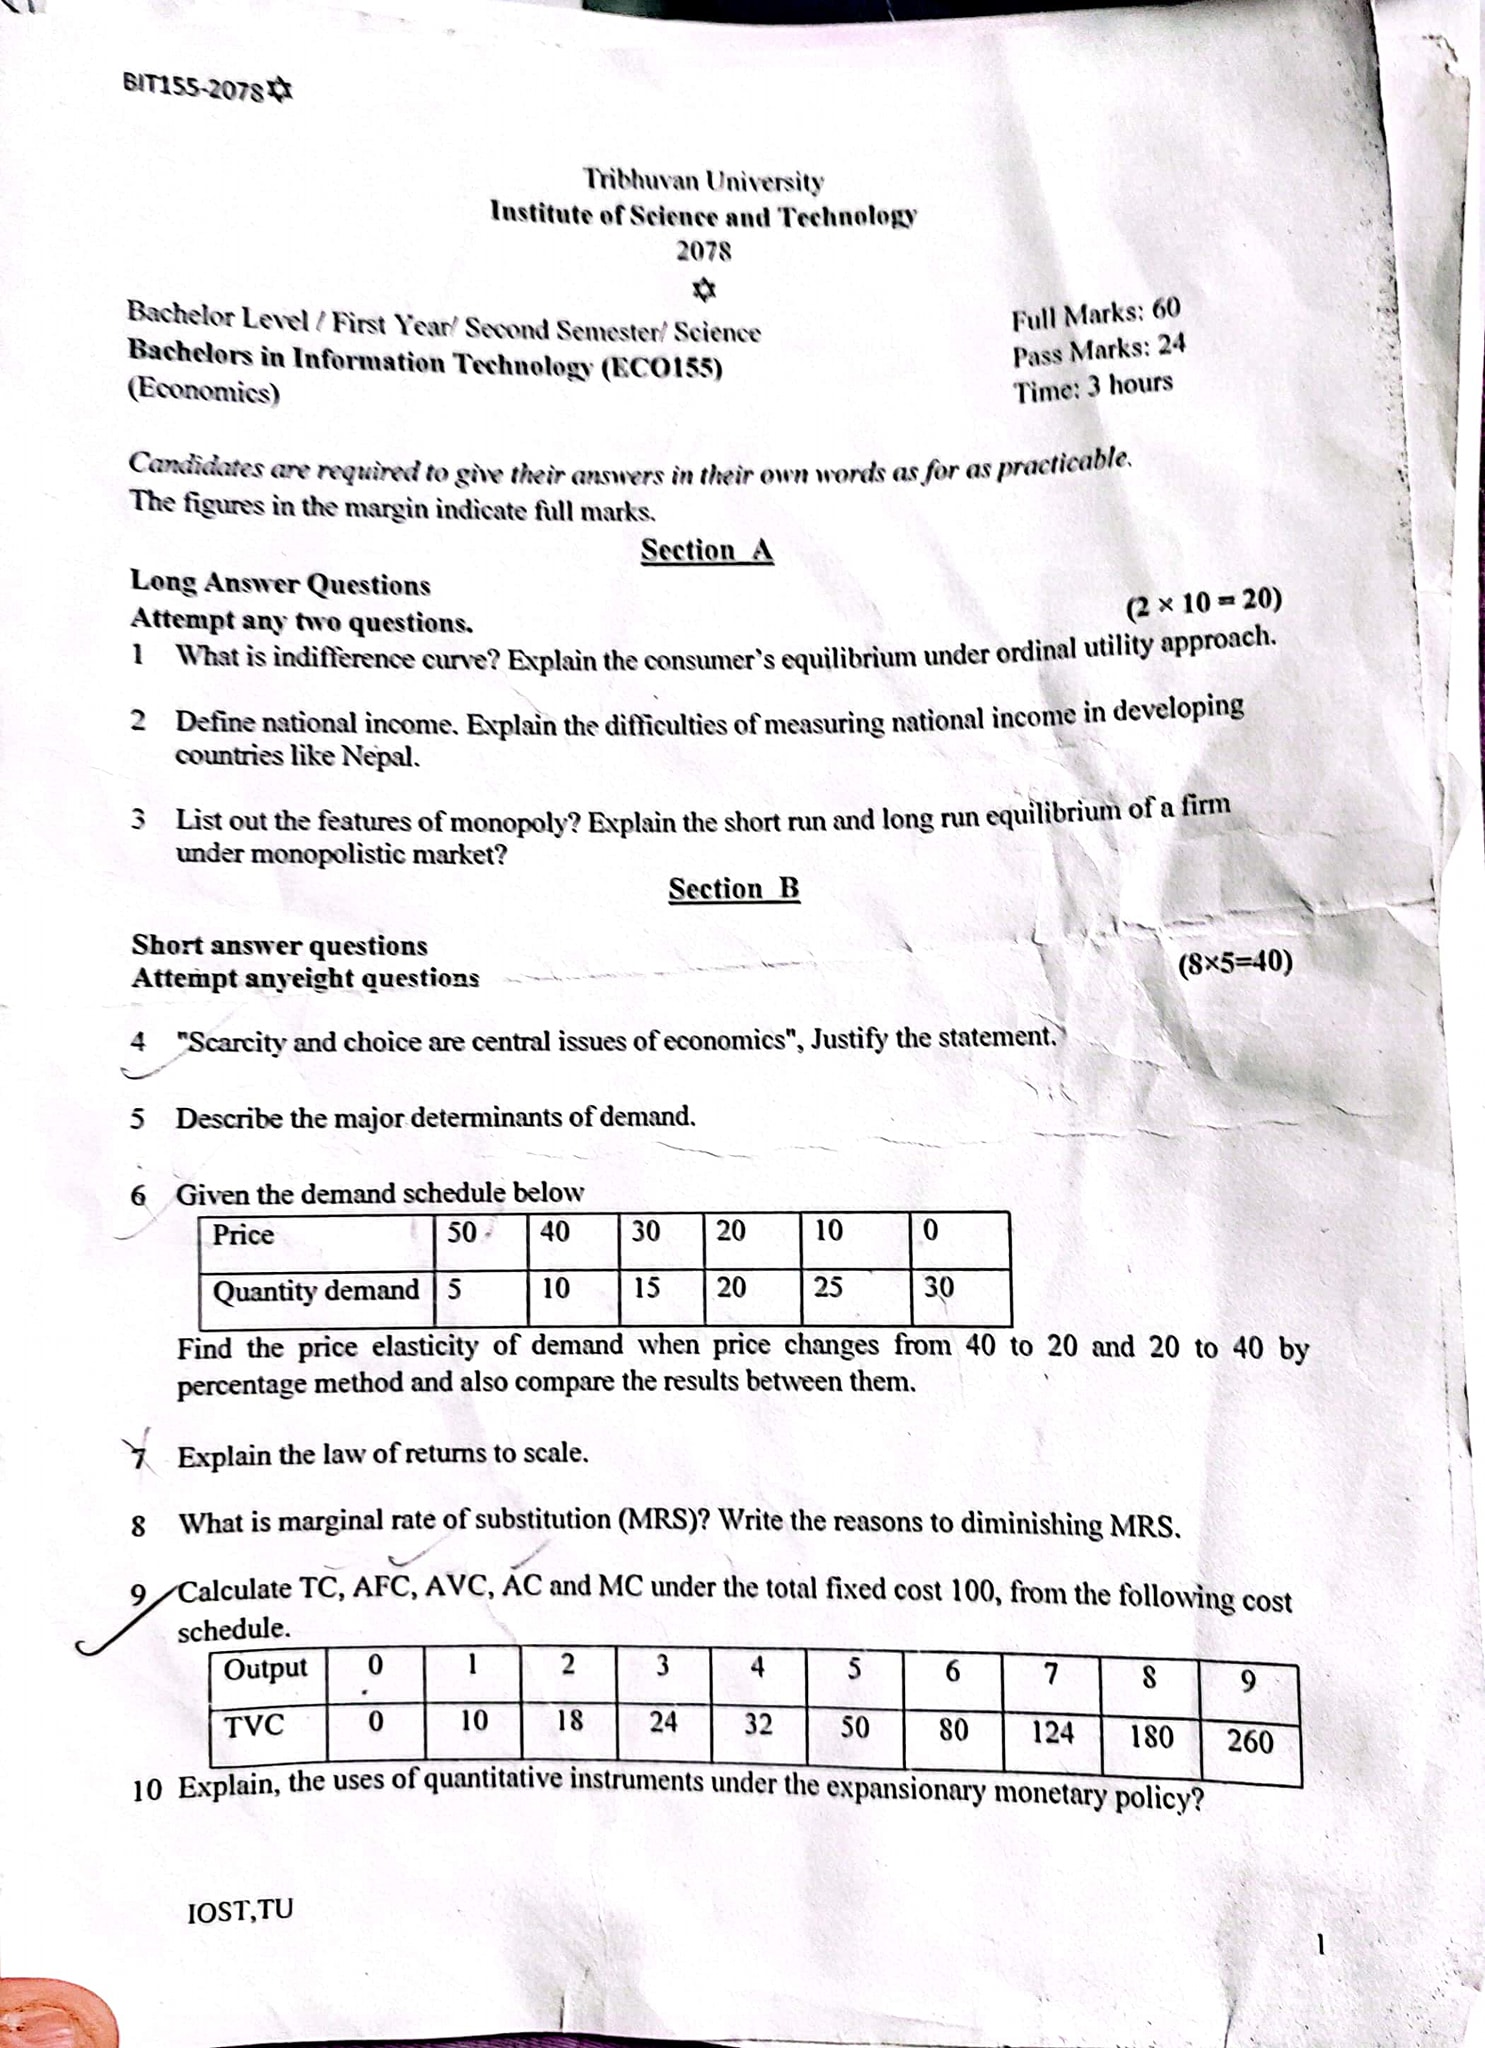 BIT155-2078✡
Tribhuvan University
Institute of Science and Technology
2078
✡
Bachelor Level / First Year/ Second Semester/ Science
Full Marks: 60
Bachelors in Information Technology (ECO155)
Pass Marks: 24
(Economics)
Time: 3 hours
Candidates are required to give their answers in their own words as for as practicable.
The figures in the margin indicate full marks.
Section A
Long Answer Questions
Attempt any two questions.
(2 × 10 = 20)
1 What is indifference curve? Explain the consumer's equilibrium under ordinal utility approach.
2 Define national income. Explain the difficulties of measuring national income in developing
countries like Nepal.
3 List out the features of monopoly? Explain the short run and long run equilibrium of a firm
under monopolistic market?
Section B
Short answer questions
Attempt anyeight questions
(8×5=40)
4 "Scarcity and choice are central issues of economics", Justify the statement.
5 Describe the major determinants of demand.
6 Given the demand schedule below
Price 50 40 30 20 10 0
Quantity demand 5 10 15 20 25 30
Find the price elasticity of demand when price changes from 40 to 20 and 20 to 40 by
percentage method and also compare the results between them.
7 Explain the law of returns to scale.
8 What is marginal rate of substitution (MRS)? Write the reasons to diminishing MRS.
9 Calculate TC, AFC, AVC, AC and MC under the total fixed cost 100, from the following cost
schedule.
Output 0 1 2 3 4 5 6 7 8 9
TVC 0 10 18 24 32 50 80 124 180 260
10 Explain, the uses of quantitative instruments under the expansionary monetary policy?
IOST,TU
1